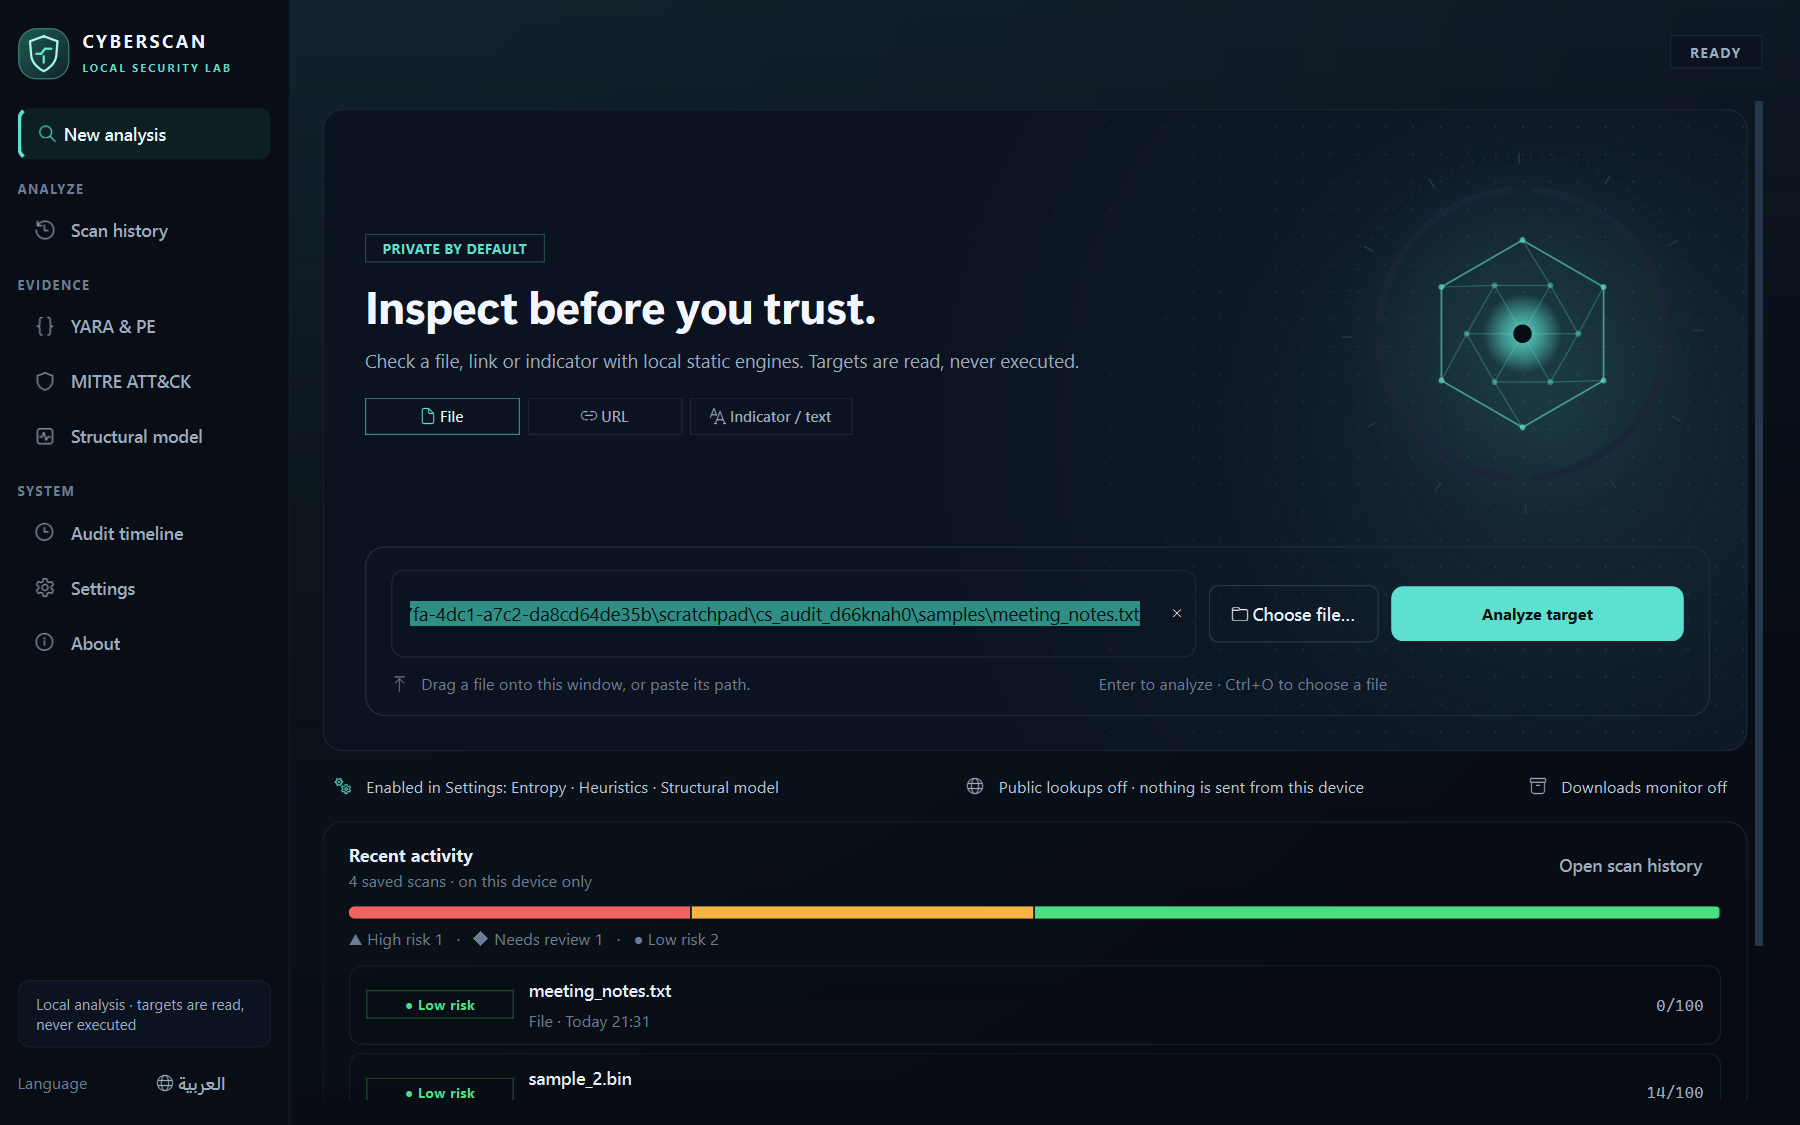 CYBERSCAN
LOCAL SECURITY LAB
New analysis
ANALYZE
Scan history
EVIDENCE
YARA & PE
MITRE ATT&CK
Structural model
SYSTEM
Audit timeline
Settings
About
Local analysis · targets are read,
never executed
Language
العربية
READY
PRIVATE BY DEFAULT
Inspect before you trust.
Check a file, link or indicator with local static engines. Targets are read, never executed.
File
URL
Indicator / text
fa-4dc1-a7c2-da8cd64de35b\scratchpad\cs_audit_d66knah0\samples\meeting_notes.txt
×
Choose file...
Analyze target
Drag a file onto this window, or paste its path.
Enter to analyze · Ctrl+O to choose a file
Enabled in Settings: Entropy · Heuristics · Structural model
Public lookups off · nothing is sent from this device
Downloads monitor off
Recent activity
4 saved scans · on this device only
Open scan history
▲ High risk 1 · ◆ Needs review 1 · ● Low risk 2
● Low risk
meeting_notes.txt
File · Today 21:31
0/100
● Low risk
sample_2.bin
14/100